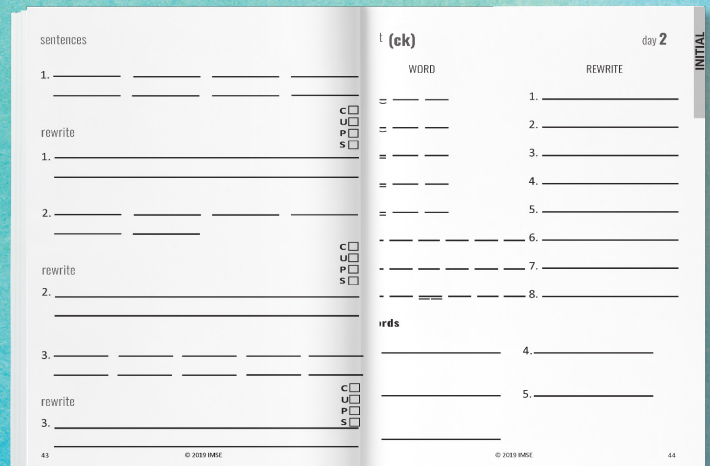 sentences
1.
C
U
P
S
rewrite
1.
2.
C
U
P
S
rewrite
2.
3.
C
U
P
S
rewrite
3.
43
© 2019 IMSE
t (ck)
day 2
INITIAL
WORD
REWRITE
1.
2.
3.
4.
5.
6.
7.
8.
4.
5.
© 2019 IMSE
44